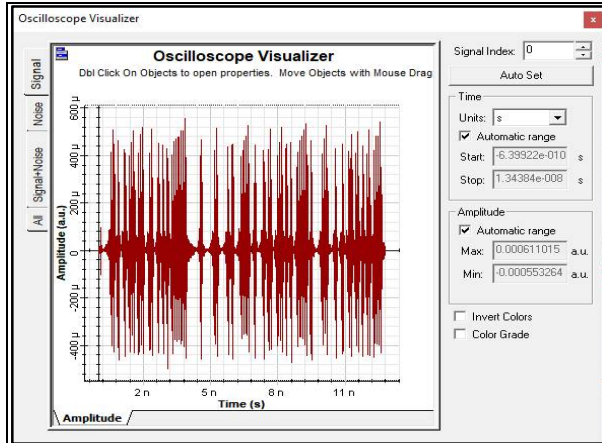 Oscilloscope Visualizer
x
Signal
Noise
Signal+Noise
All
Oscilloscope Visualizer
Dbl Click On Objects to open properties. Move Objects with Mouse Drag
Amplitude (a.u.)
600 µ
400 µ
200 µ
0
-200 µ
-400 µ
2 n
5 n
8 n
11 n
Time (s)
Amplitude
Signal Index: 0
Auto Set
Time
Units: s
Automatic range
Start: -6.39922e-010 s
Stop: 1.34384e-008 s
Amplitude
Automatic range
Max: 0.000611015 a.u.
Min: -0.000553264 a.u.
Invert Colors
Color Grade